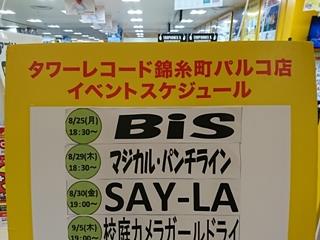 タワーレコード錦糸町パルコ店
イベントスケジュール
8/25(月)
18:30～
BiS
8/29(木)
18:30～
マジカル・パンチライン
8/30(金)
19:00～
SAY-LA
9/5(木)
19:00～
校庭カメラガールドライ